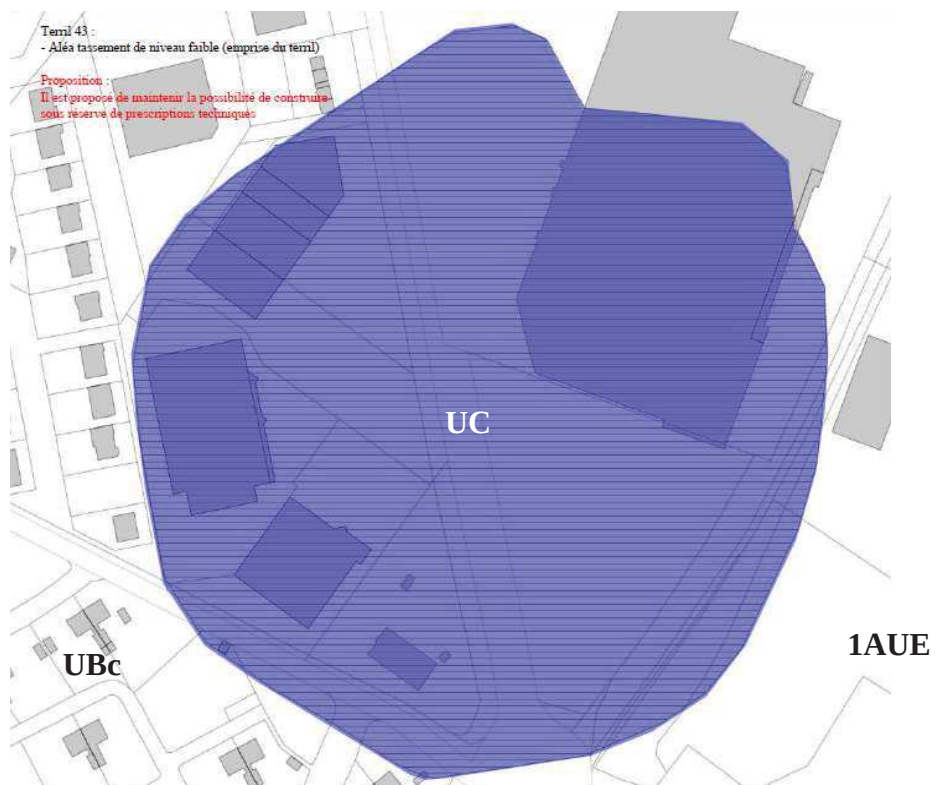 Terril 43 :
- Aléa tassement de niveau faible (emprise du terril)
Proposition :
Il est proposé de maintenir la possibilité de construire
sous réserve de prescriptions techniques
UC
UBc
1AUE